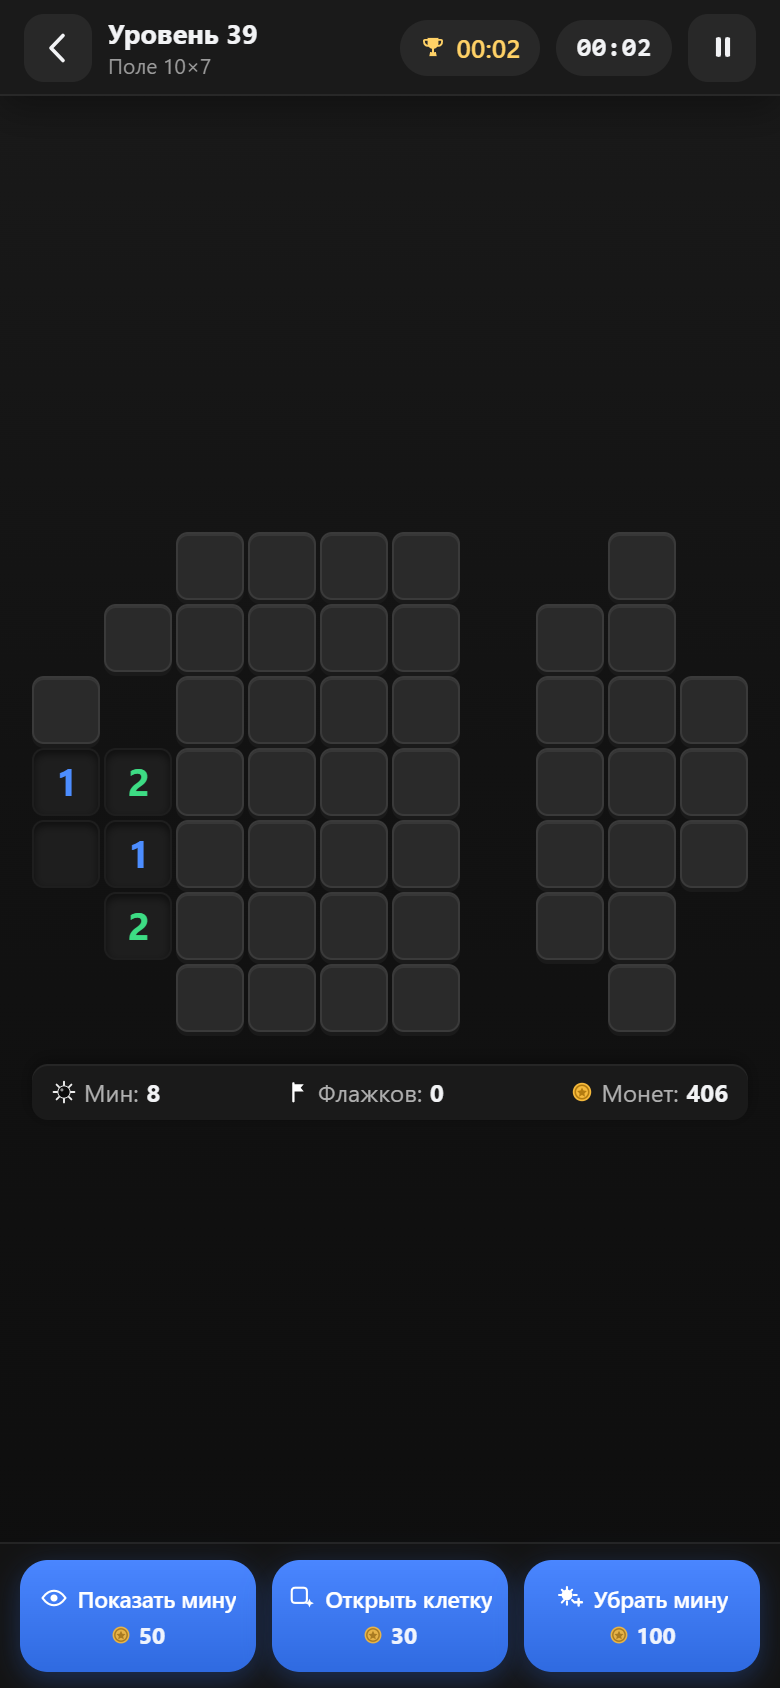 Уровень 39
Поле 10×7
00:02
00:02
1 2
1
2
Мин: 8
Флажков: 0
Монет: 406
Показать мину
50
Открыть клетку
30
Убрать мину
100